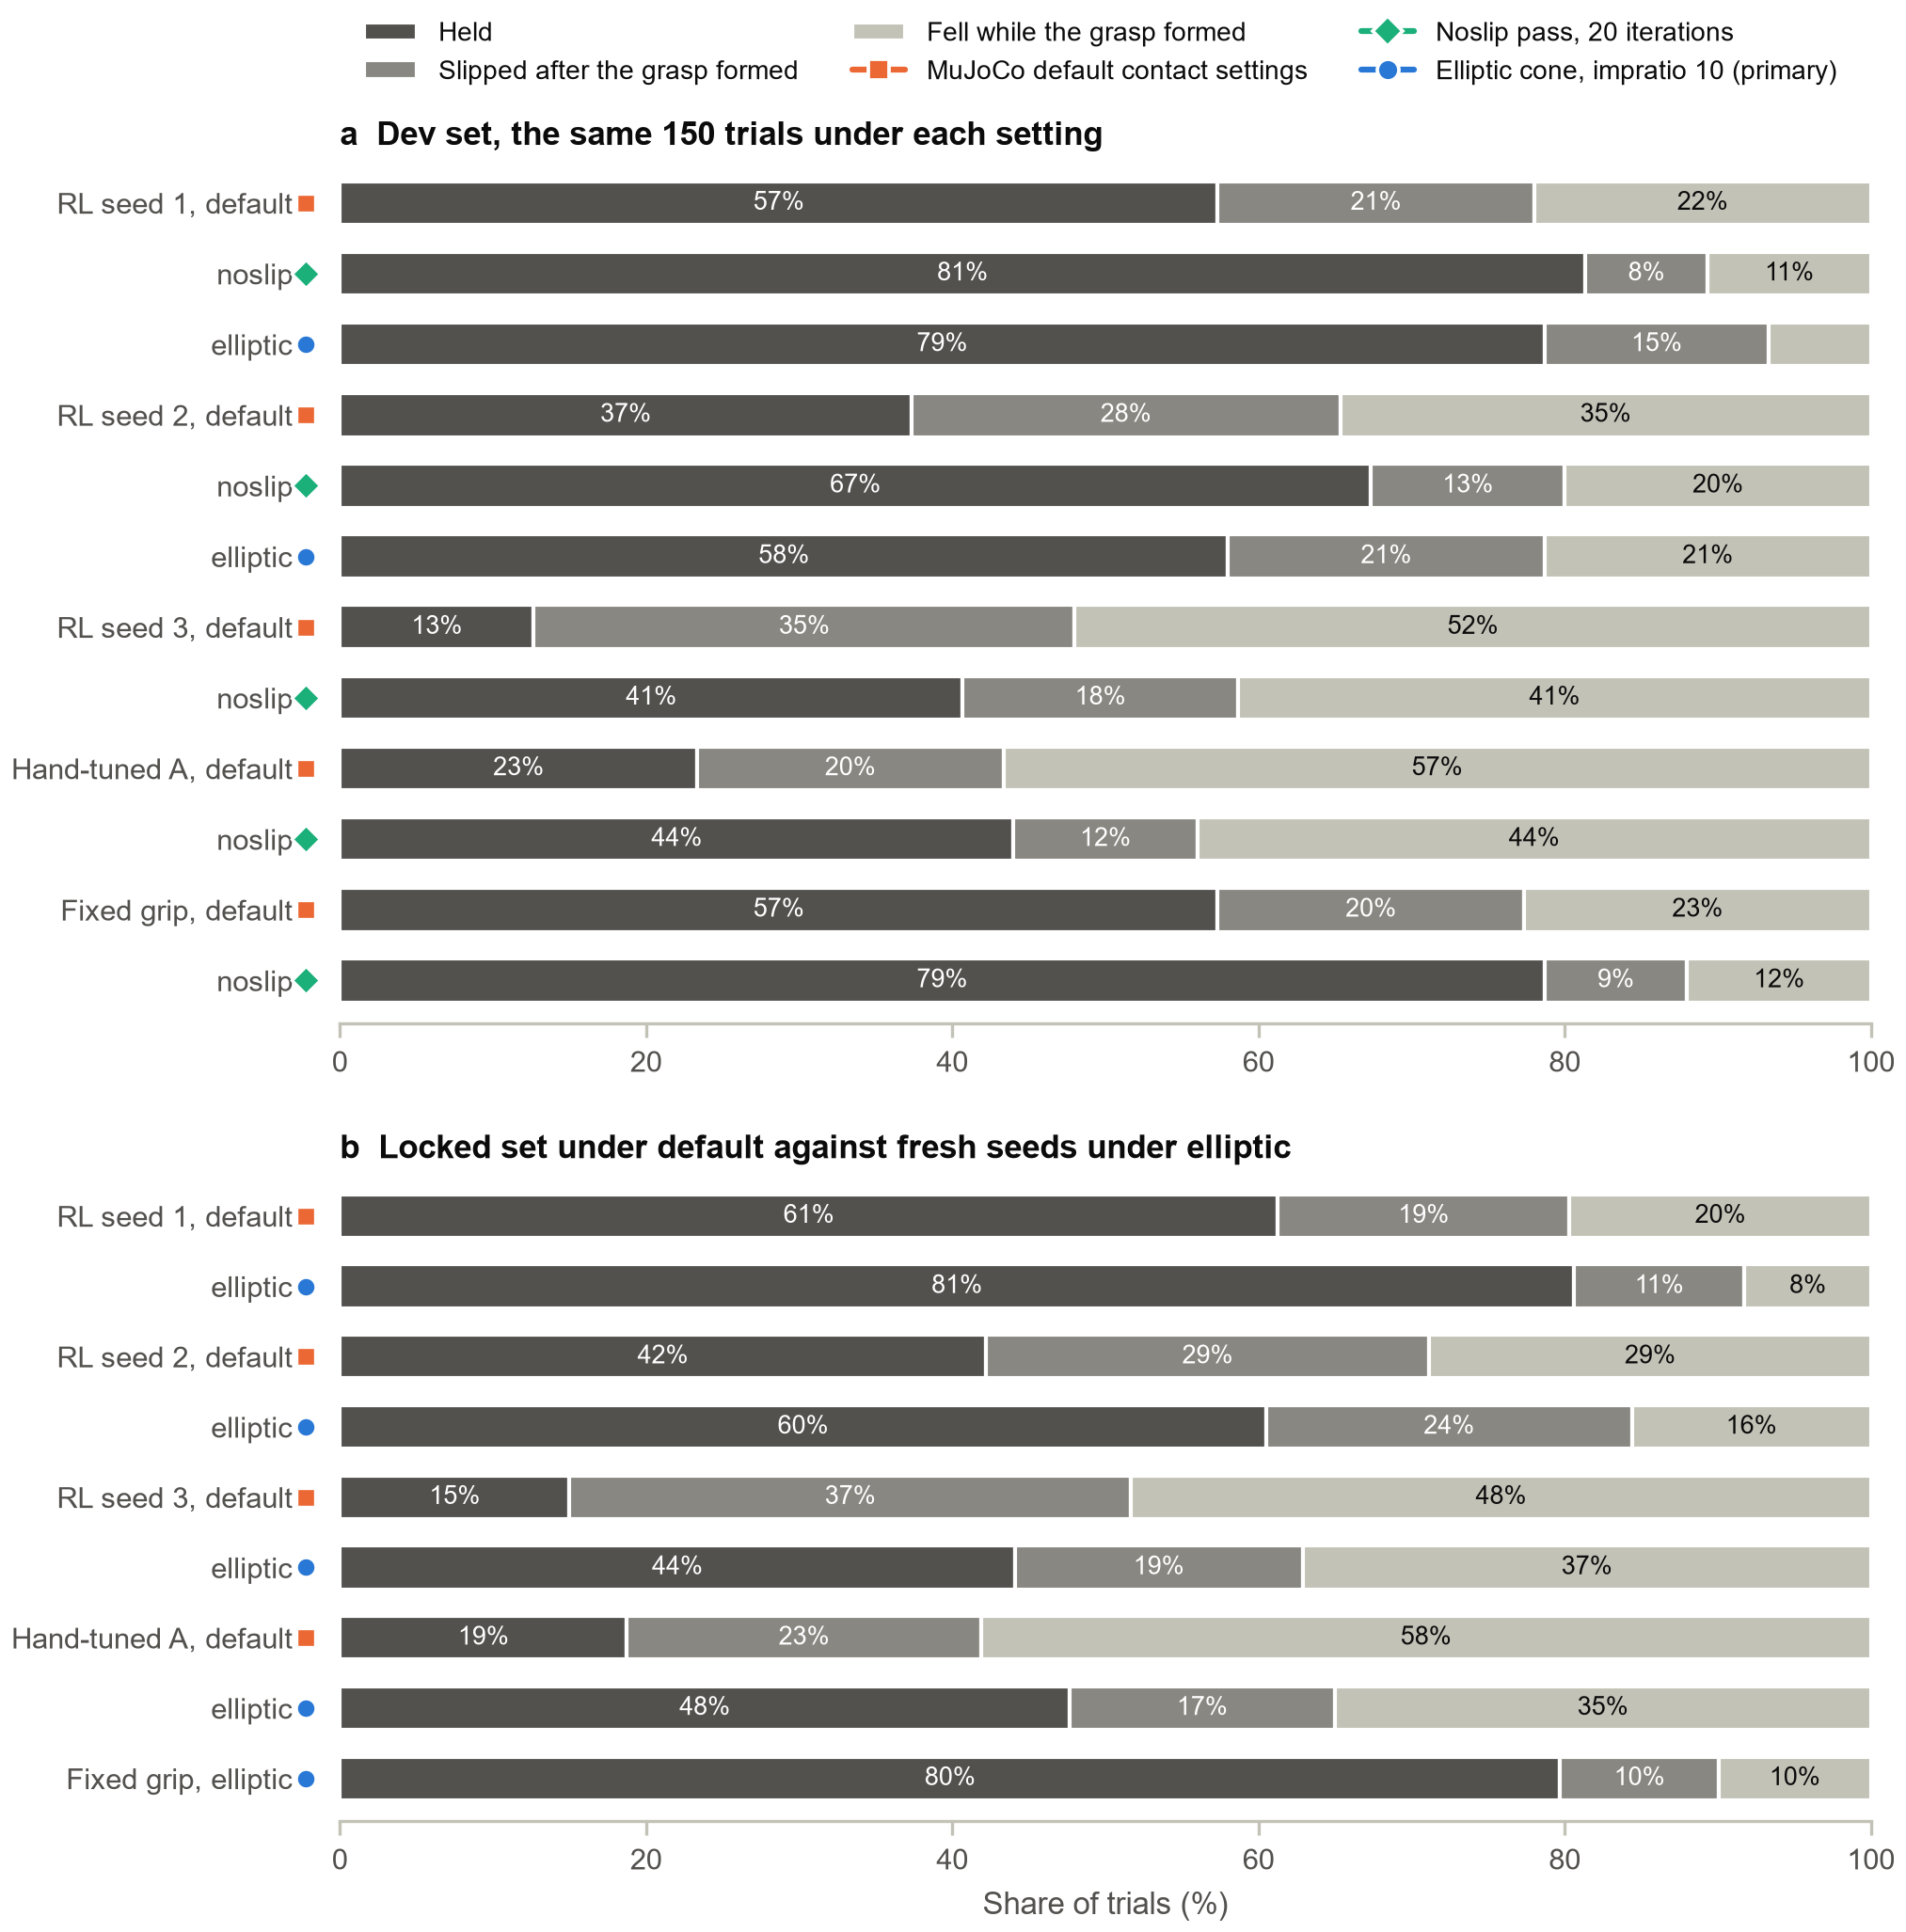 Held
Slipped after the grasp formed
Fell while the grasp formed
MuJoCo default contact settings
Noslip pass, 20 iterations
Elliptic cone, impratio 10 (primary)
a Dev set, the same 150 trials under each setting
RL seed 1, default 57% 21% 22%
noslip 81% 8% 11%
elliptic 79% 15%
RL seed 2, default 37% 28% 35%
noslip 67% 13% 20%
elliptic 58% 21% 21%
RL seed 3, default 13% 35% 52%
noslip 41% 18% 41%
Hand-tuned A, default 23% 20% 57%
noslip 44% 12% 44%
Fixed grip, default 57% 20% 23%
noslip 79% 9% 12%
0 20 40 60 80 100
b Locked set under default against fresh seeds under elliptic
RL seed 1, default 61% 19% 20%
elliptic 81% 11% 8%
RL seed 2, default 42% 29% 29%
elliptic 60% 24% 16%
RL seed 3, default 15% 37% 48%
elliptic 44% 19% 37%
Hand-tuned A, default 19% 23% 58%
elliptic 48% 17% 35%
Fixed grip, elliptic 80% 10% 10%
0 20 40 60 80 100
Share of trials (%)